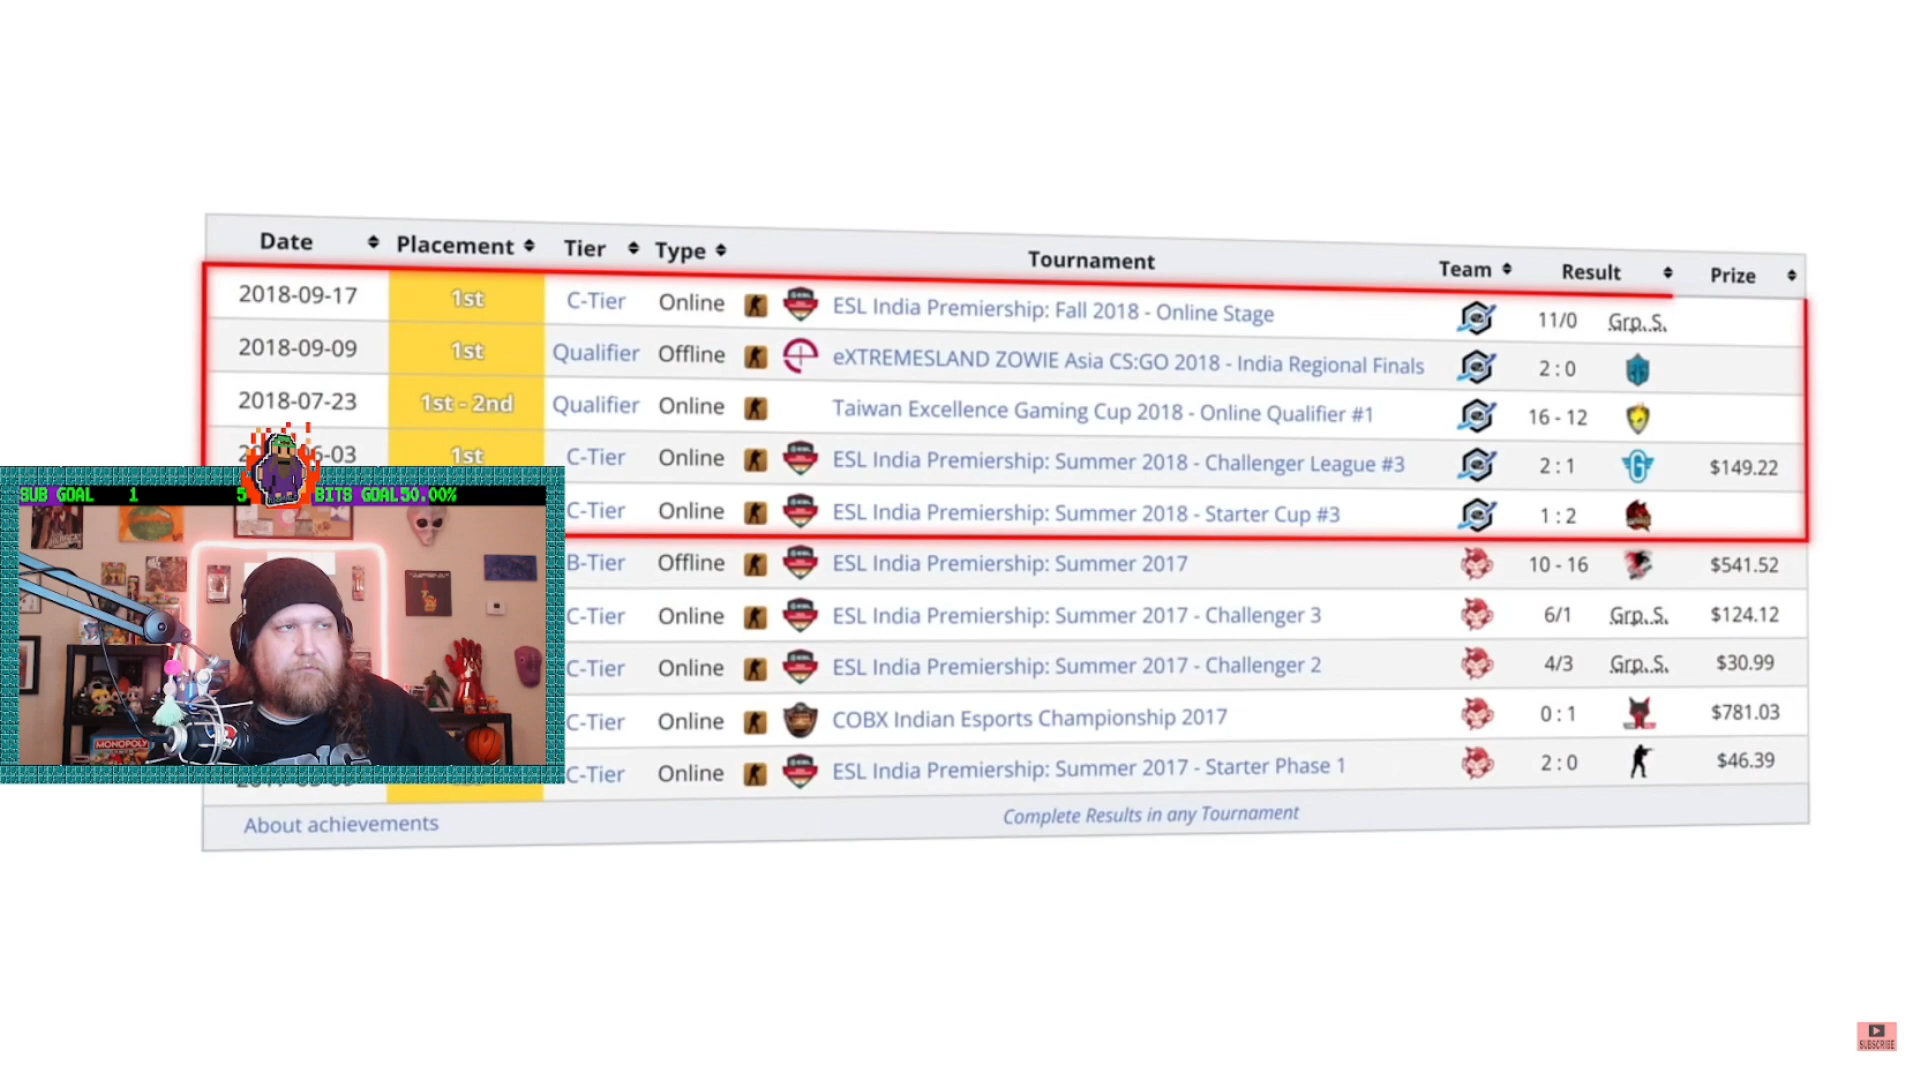 Date Placement Tier Type Tournament Team Result Prize
2018-09-17 1st C-Tier Online ESL India Premiership: Fall 2018 - Online Stage 11/0 Grp. S.
2018-09-09 1st Qualifier Offline eXTREMESLAND ZOWIE Asia CS:GO 2018 - India Regional Finals 2 : 0
2018-07-23 1st - 2nd Qualifier Online Taiwan Excellence Gaming Cup 2018 - Online Qualifier #1 16 - 12
1st C-Tier Online ESL India Premiership: Summer 2018 - Challenger League #3 2 : 1 $149.22
C-Tier Online ESL India Premiership: Summer 2018 - Starter Cup #3 1 : 2
B-Tier Offline ESL India Premiership: Summer 2017 10 - 16 $541.52
C-Tier Online ESL India Premiership: Summer 2017 - Challenger 3 6/1 Grp. S. $124.12
C-Tier Online ESL India Premiership: Summer 2017 - Challenger 2 4/3 Grp. S. $30.99
C-Tier Online COBX Indian Esports Championship 2017 0 : 1 $781.03
C-Tier Online ESL India Premiership: Summer 2017 - Starter Phase 1 2 : 0 $46.39
About achievements Complete Results in any Tournament
SUB GOAL 1 5 BITS GOAL 50.00%
MONOPOLY
SUBSCRIBE